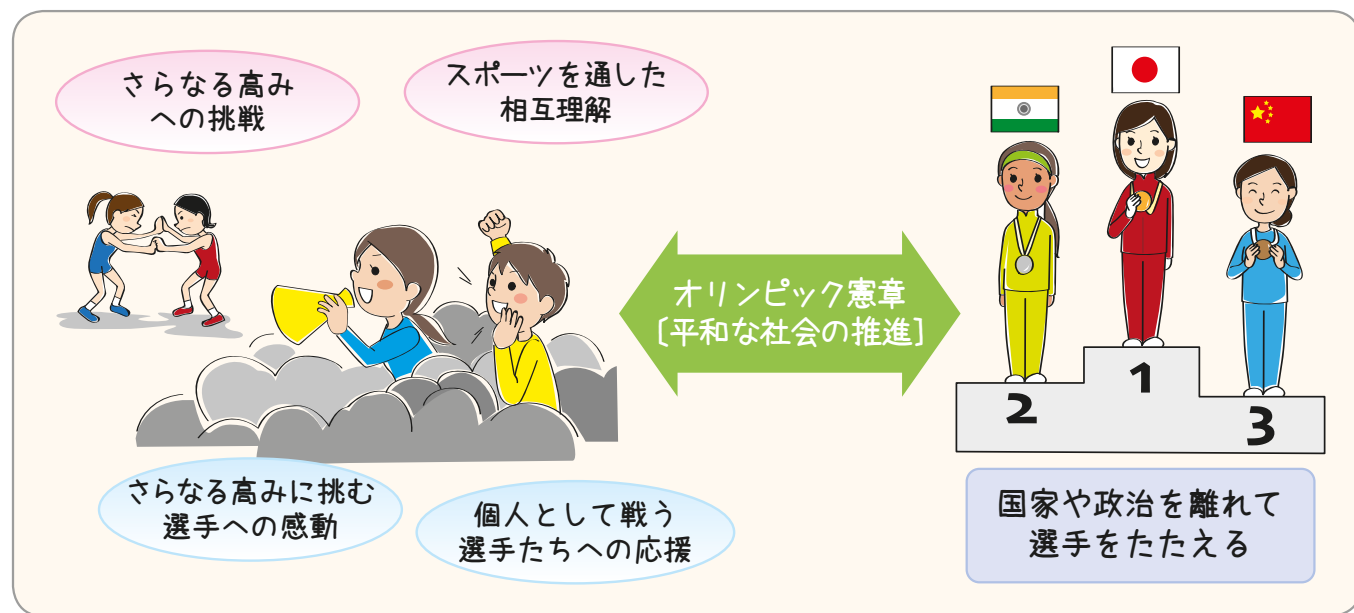 さらなる高み
への挑戦
スポーツを通した
相互理解
オリンピック憲章
[平和な社会の推進]
2
1
3
さらなる高みに挑む
選手への感動
個人として戦う
選手たちへの応援
国家や政治を離れて
選手をたたえる